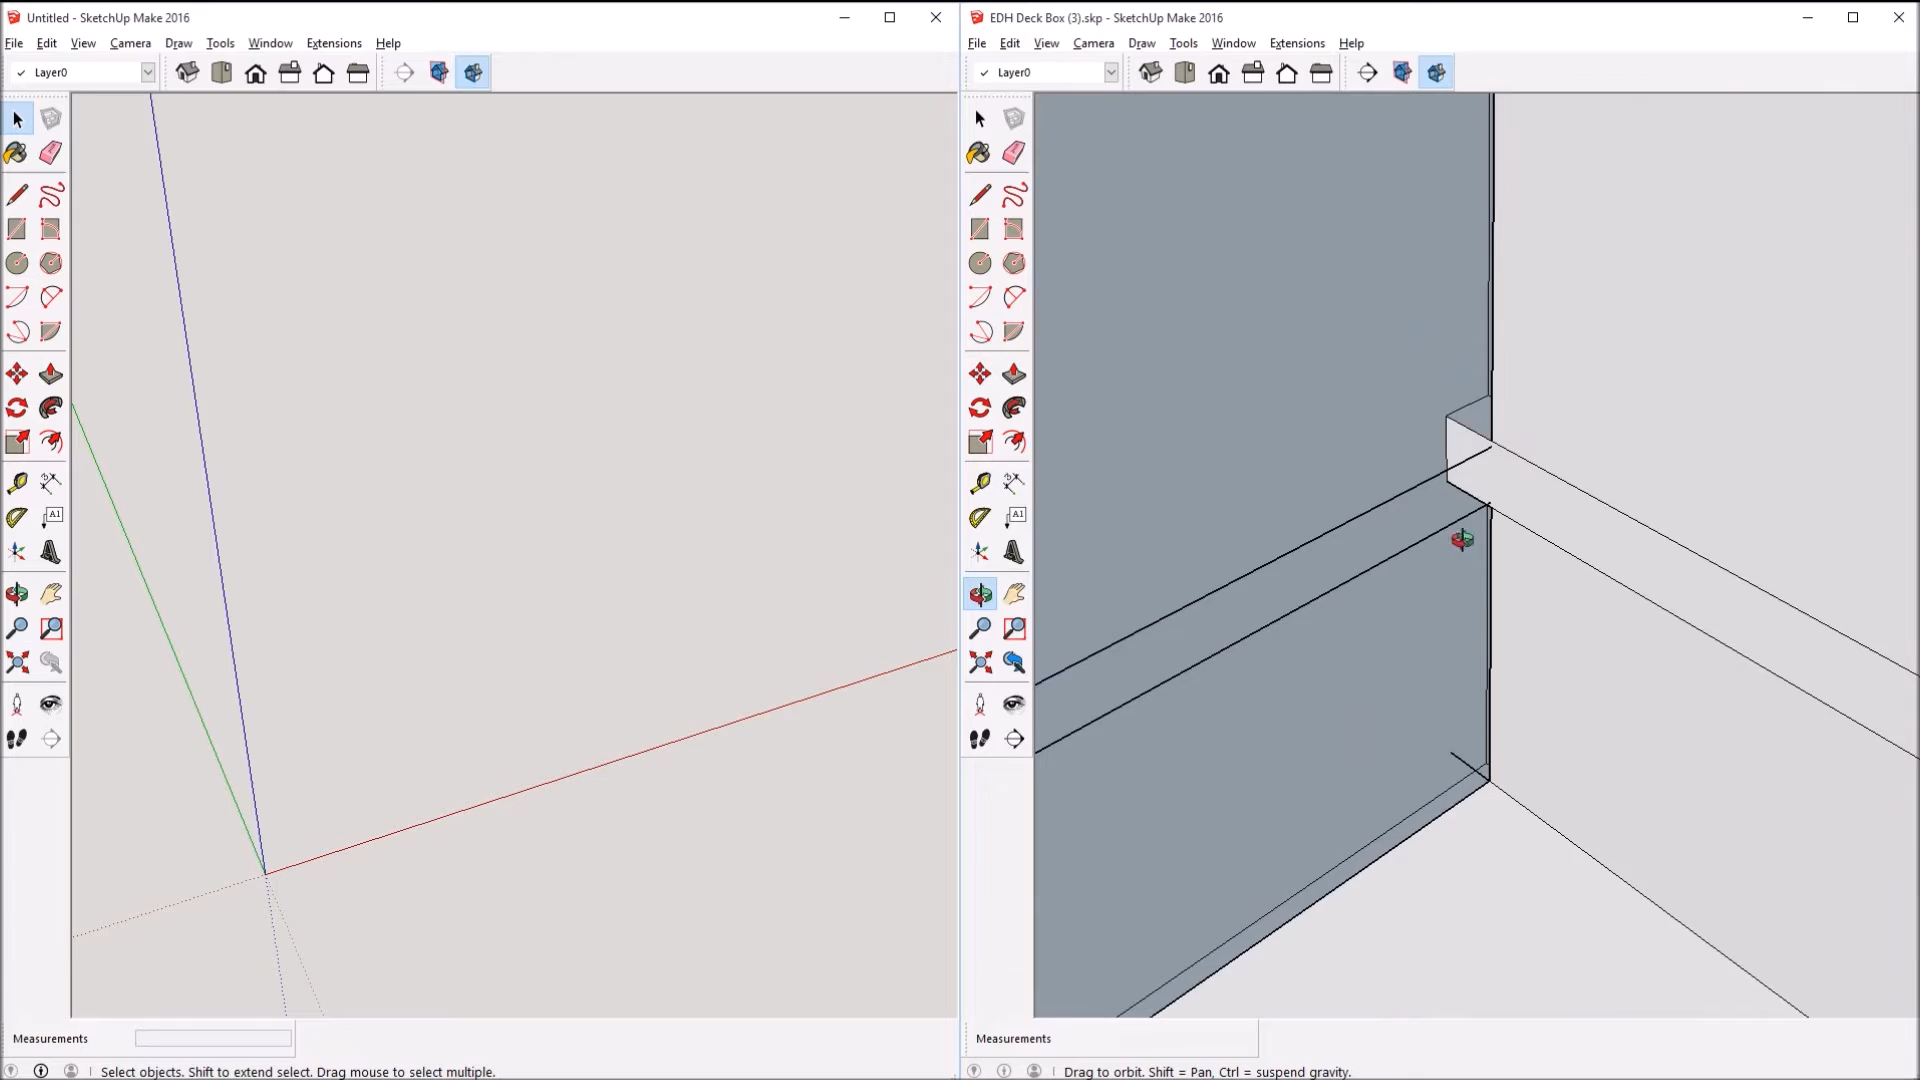 Untitled - SketchUp Make 2016
File Edit View Camera Draw Tools Window Extensions Help
Layer0
A1
Measurements
Select objects. Shift to extend select. Drag mouse to select multiple.
EDH Deck Box (3).skp - SketchUp Make 2016
File Edit View Camera Draw Tools Window Extensions Help
Layer0
A1
Measurements
Drag to orbit. Shift = Pan, Ctrl = suspend gravity.